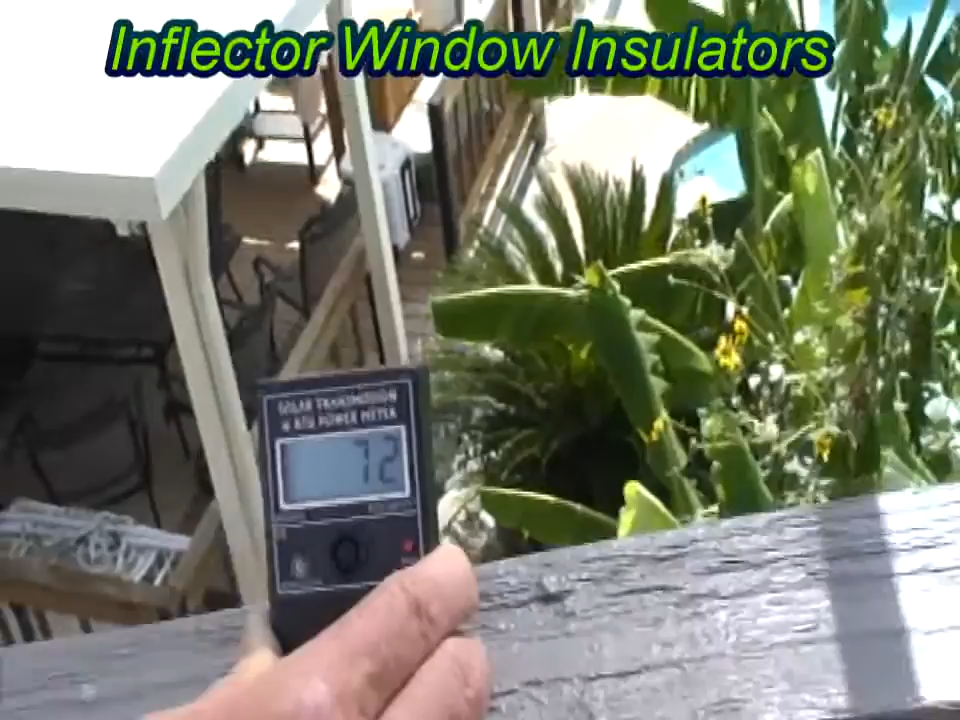 Inflector Window Insulators
SOLAR TRANSMISSION
& BTU POWER METER
72